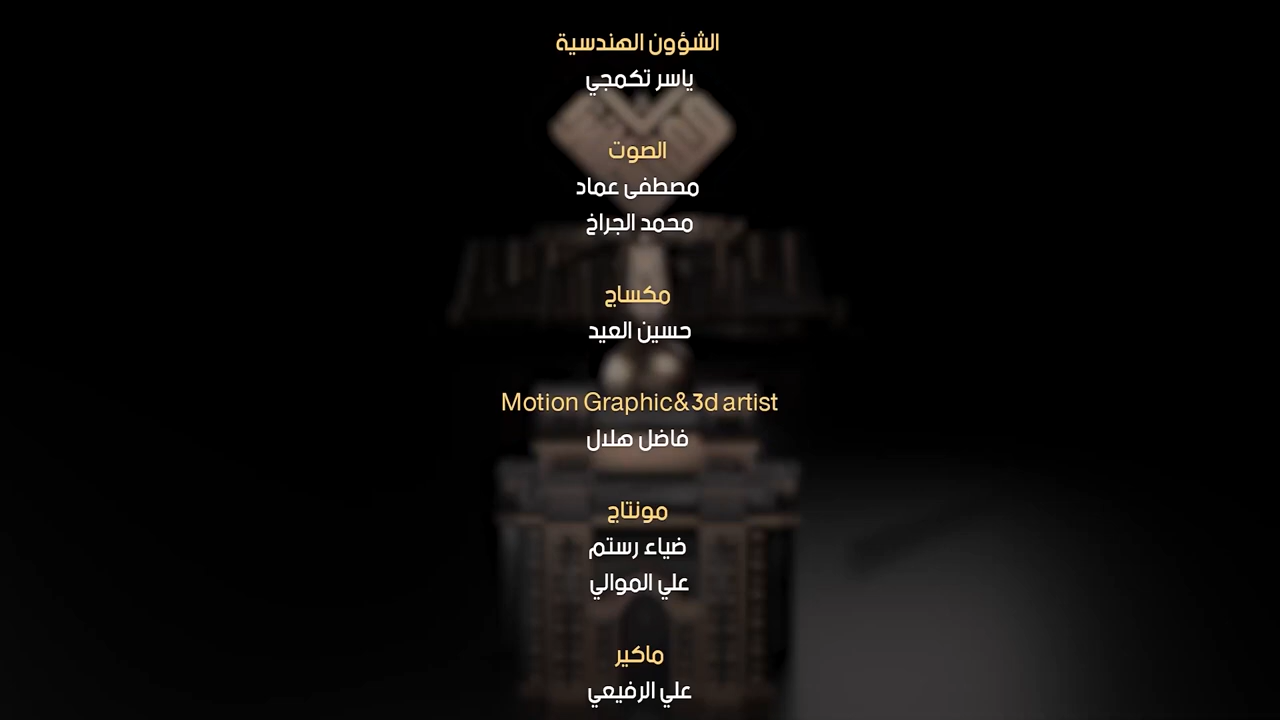 الشؤون الهندسية
ياسر تكمجي
الصوت
مصطفى عماد
محمد الجراخ
مكساج
حسين العيد
Motion Graphic&3d artist
فاضل هلال
مونتاج
ضياء رستم
علي الموالي
ماكير
علي الرفيعي